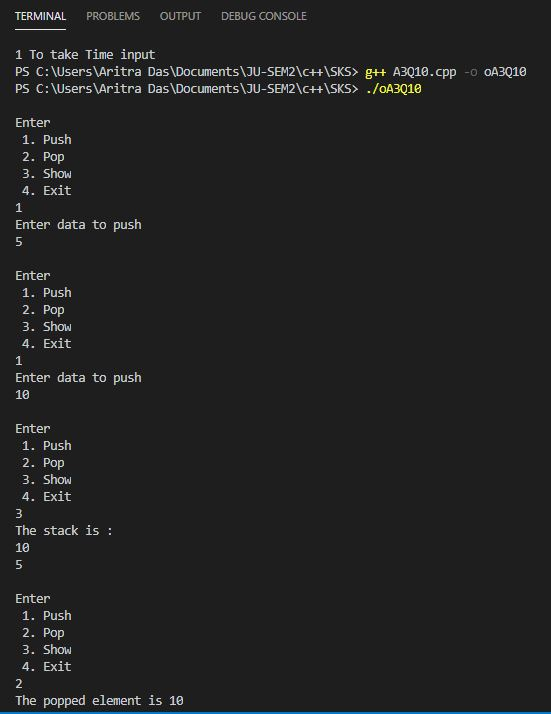 TERMINAL PROBLEMS OUTPUT DEBUG CONSOLE
1 To take Time input
PS C:\Users\Aritra Das\Documents\JU-SEM2\c++\SKS> g++ A3Q10.cpp -o oA3Q10
PS C:\Users\Aritra Das\Documents\JU-SEM2\c++\SKS> ./oA3Q10
Enter
1. Push
2. Pop
3. Show
4. Exit
1
Enter data to push
5
Enter
1. Push
2. Pop
3. Show
4. Exit
1
Enter data to push
10
Enter
1. Push
2. Pop
3. Show
4. Exit
3
The stack is :
10
5
Enter
1. Push
2. Pop
3. Show
4. Exit
2
The popped element is 10